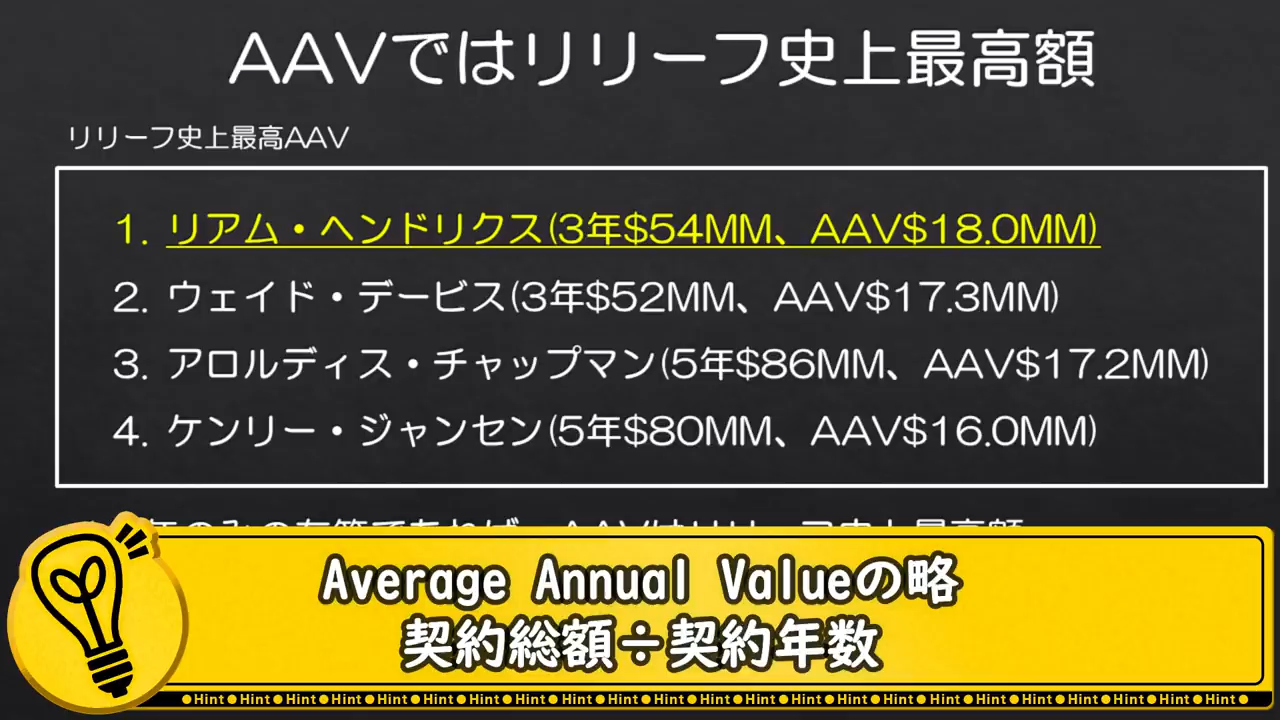 AAVではリリーフ史上最高額
リリーフ史上最高AAV
1. リアム・ヘンドリクス(3年$54MM、AAV$18.0MM)
2. ウェイド・デービス(3年$52MM、AAV$17.3MM)
3. アロルディス・チャップマン(5年$86MM、AAV$17.2MM)
4. ケンリー・ジャンセン(5年$80MM、AAV$16.0MM)
Average Annual Valueの略
契約総額÷契約年数
●Hint●Hint●Hint●Hint●Hint●Hint●Hint●Hint●Hint●Hint●Hint●Hint●Hint●Hint●Hint●Hint●Hint●Hint●Hint●Hint●Hint●Hint●Hint●